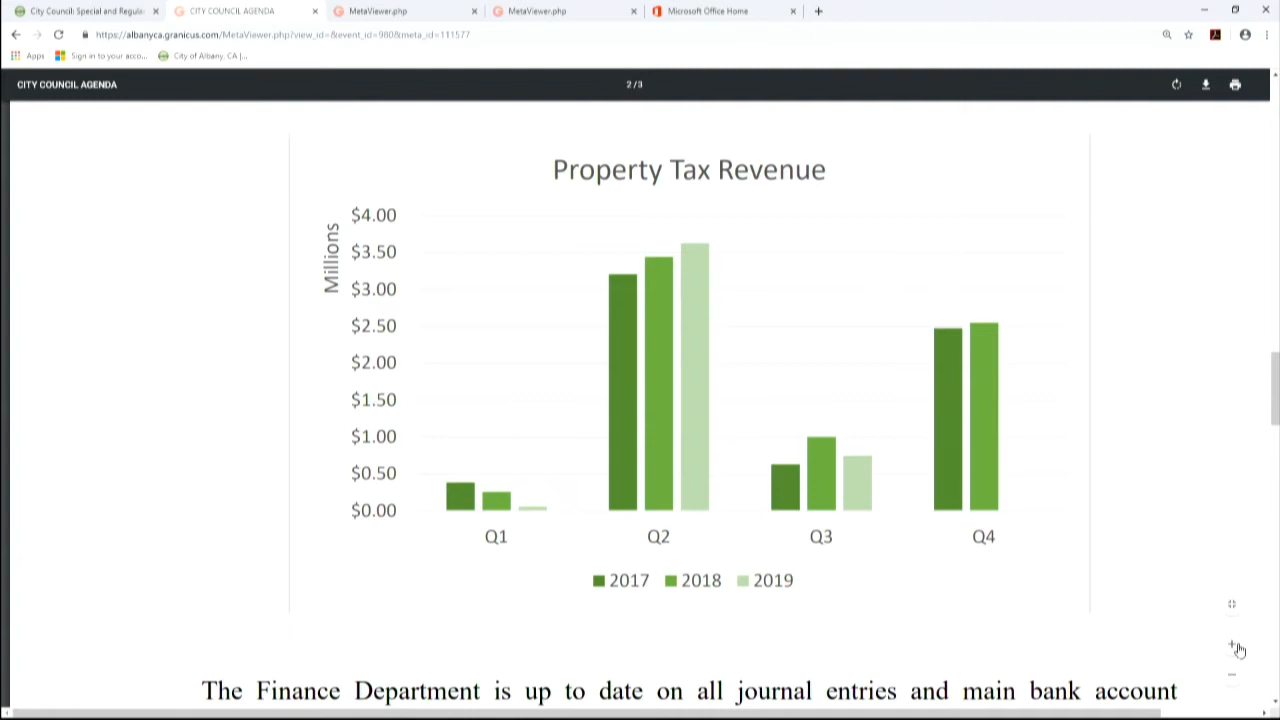 City Council: Special and Regula
CITY COUNCIL AGENDA
MetaViewer.php
MetaViewer.php
Microsoft Office Home
https://albanyca.granicus.com/MetaViewer.php?view_id=&event_id=980&meta_id=111577
Apps
Sign in to your acco...
City of Albany, CA |...
CITY COUNCIL AGENDA
2 / 3
Property Tax Revenue
Millions
$4.00
$3.50
$3.00
$2.50
$2.00
$1.50
$1.00
$0.50
$0.00
Q1 Q2 Q3 Q4
2017 2018 2019
The Finance Department is up to date on all journal entries and main bank account